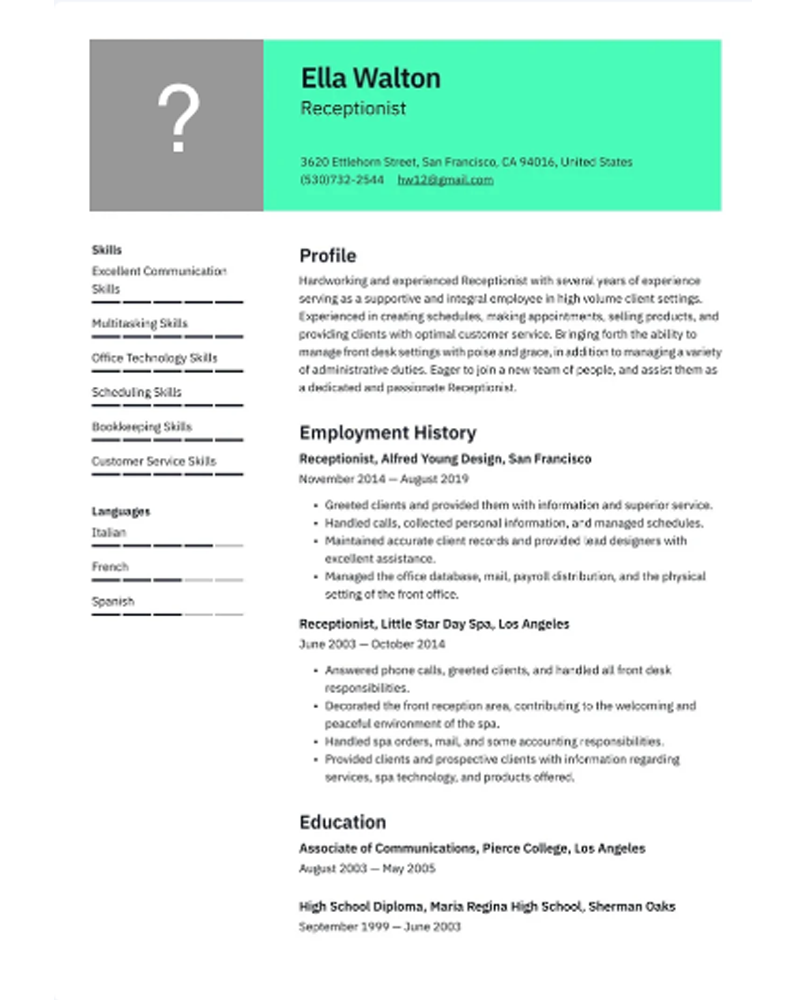 ?
Ella Walton
Receptionist
3620 Ettlehorn Street, San Francisco, CA 94016, United States
(530)732-2544 hw12@gmail.com
Skills
Excellent Communication
Skills
Multitasking Skills
Office Technology Skills
Scheduling Skills
Bookkeeping Skills
Customer Service Skills
Languages
Italian
French
Spanish
Profile
Hardworking and experienced Receptionist with several years of experience
serving as a supportive and integral employee in high volume client settings.
Experienced in creating schedules, making appointments, selling products, and
providing clients with optimal customer service. Bringing forth the ability to
manage front desk settings with poise and grace, in addition to managing a variety
of administrative duties. Eager to join a new team of people, and assist them as
a dedicated and passionate Receptionist.
Employment History
Receptionist, Alfred Young Design, San Francisco
November 2014 — August 2019
• Greeted clients and provided them with information and superior service.
• Handled calls, collected personal information, and managed schedules.
• Maintained accurate client records and provided lead designers with
excellent assistance.
• Managed the office database, mail, payroll distribution, and the physical
setting of the front office.
Receptionist, Little Star Day Spa, Los Angeles
June 2003 — October 2014
• Answered phone calls, greeted clients, and handled all front desk
responsibilities.
• Decorated the front reception area, contributing to the welcoming and
peaceful environment of the spa.
• Handled spa orders, mail, and some accounting responsibilities.
• Provided clients and prospective clients with information regarding
services, spa technology, and products offered.
Education
Associate of Communications, Pierce College, Los Angeles
August 2003 — May 2005
High School Diploma, Maria Regina High School, Sherman Oaks
September 1999 — June 2003